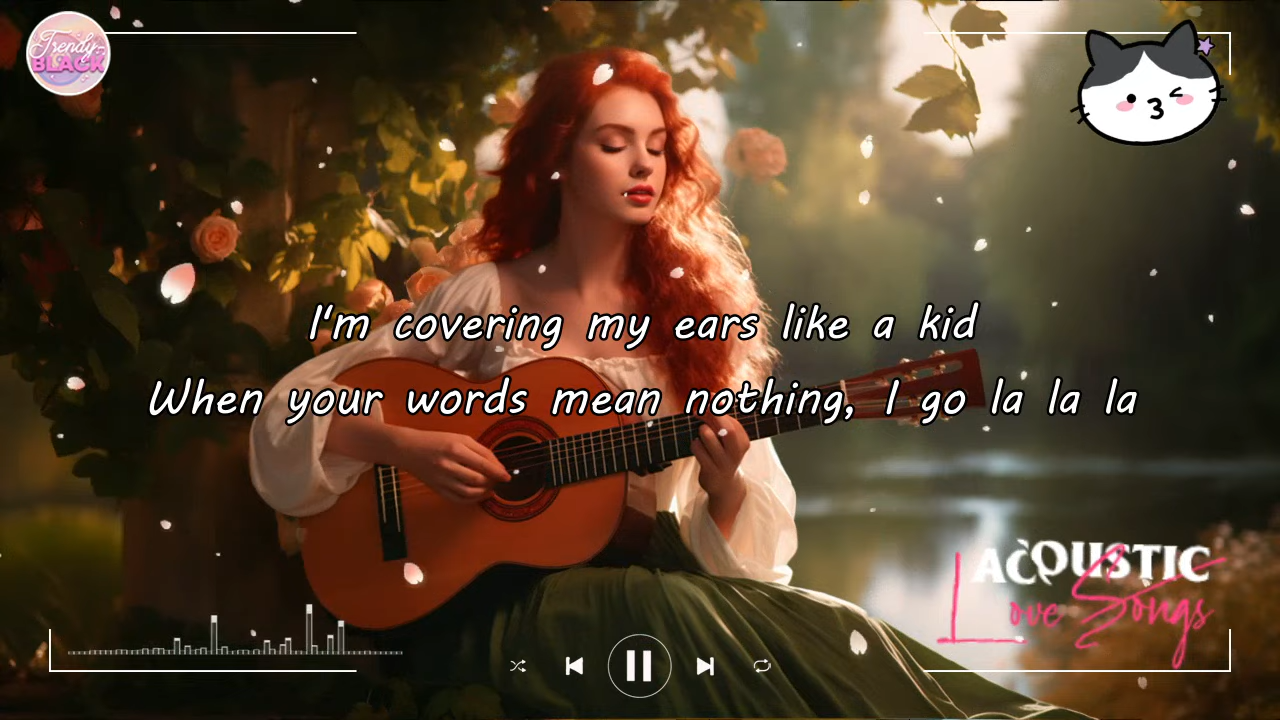 Trendy
BLACK
I'm covering my ears like a kid
When your words mean nothing, I go la la la
ACOUSTIC
Love Songs